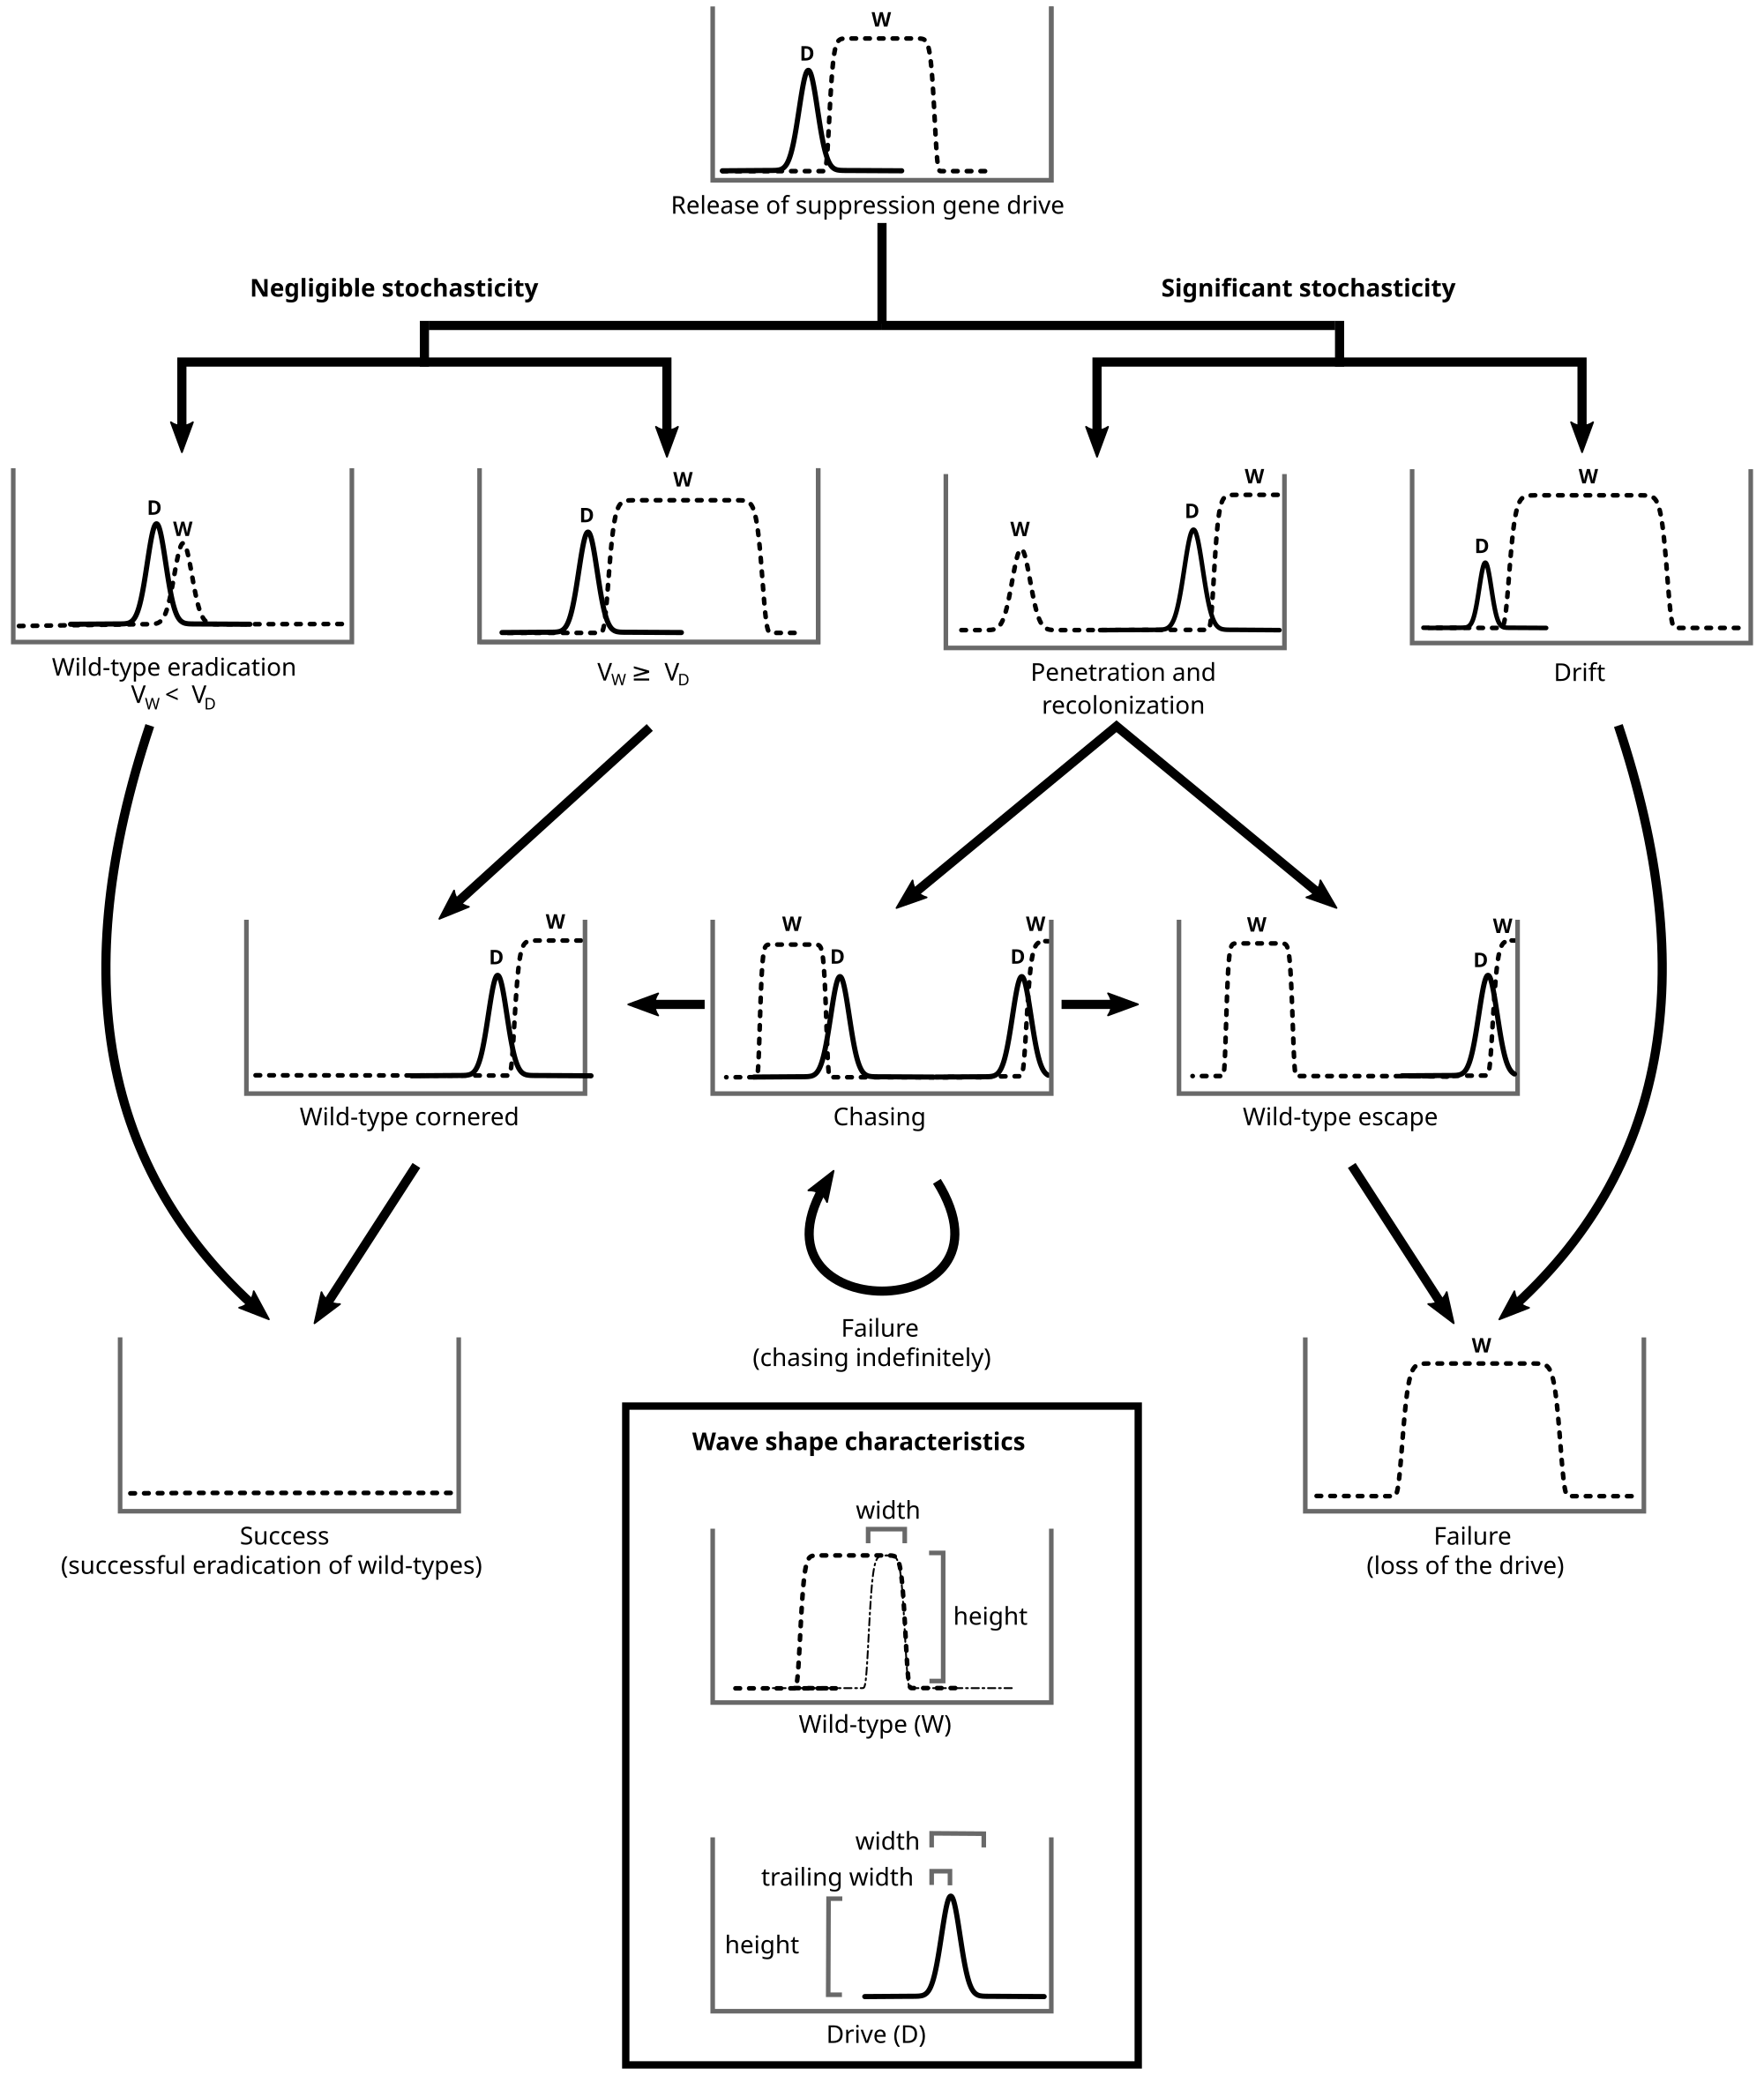 W
D
Release of suppression gene drive
Negligible stochasticity
Significant stochasticity
D
W
Wild-type eradication
V_W < V_D
W
D
V_W ≥ V_D
W
D
W
Penetration and
recolonization
W
D
Drift
W
D
Wild-type cornered
W
D
D
W
Chasing
W
D
W
Wild-type escape
Failure
(chasing indefinitely)
Success
(successful eradication of wild-types)
W
Failure
(loss of the drive)
Wave shape characteristics
width
height
Wild-type (W)
width
trailing width
height
Drive (D)